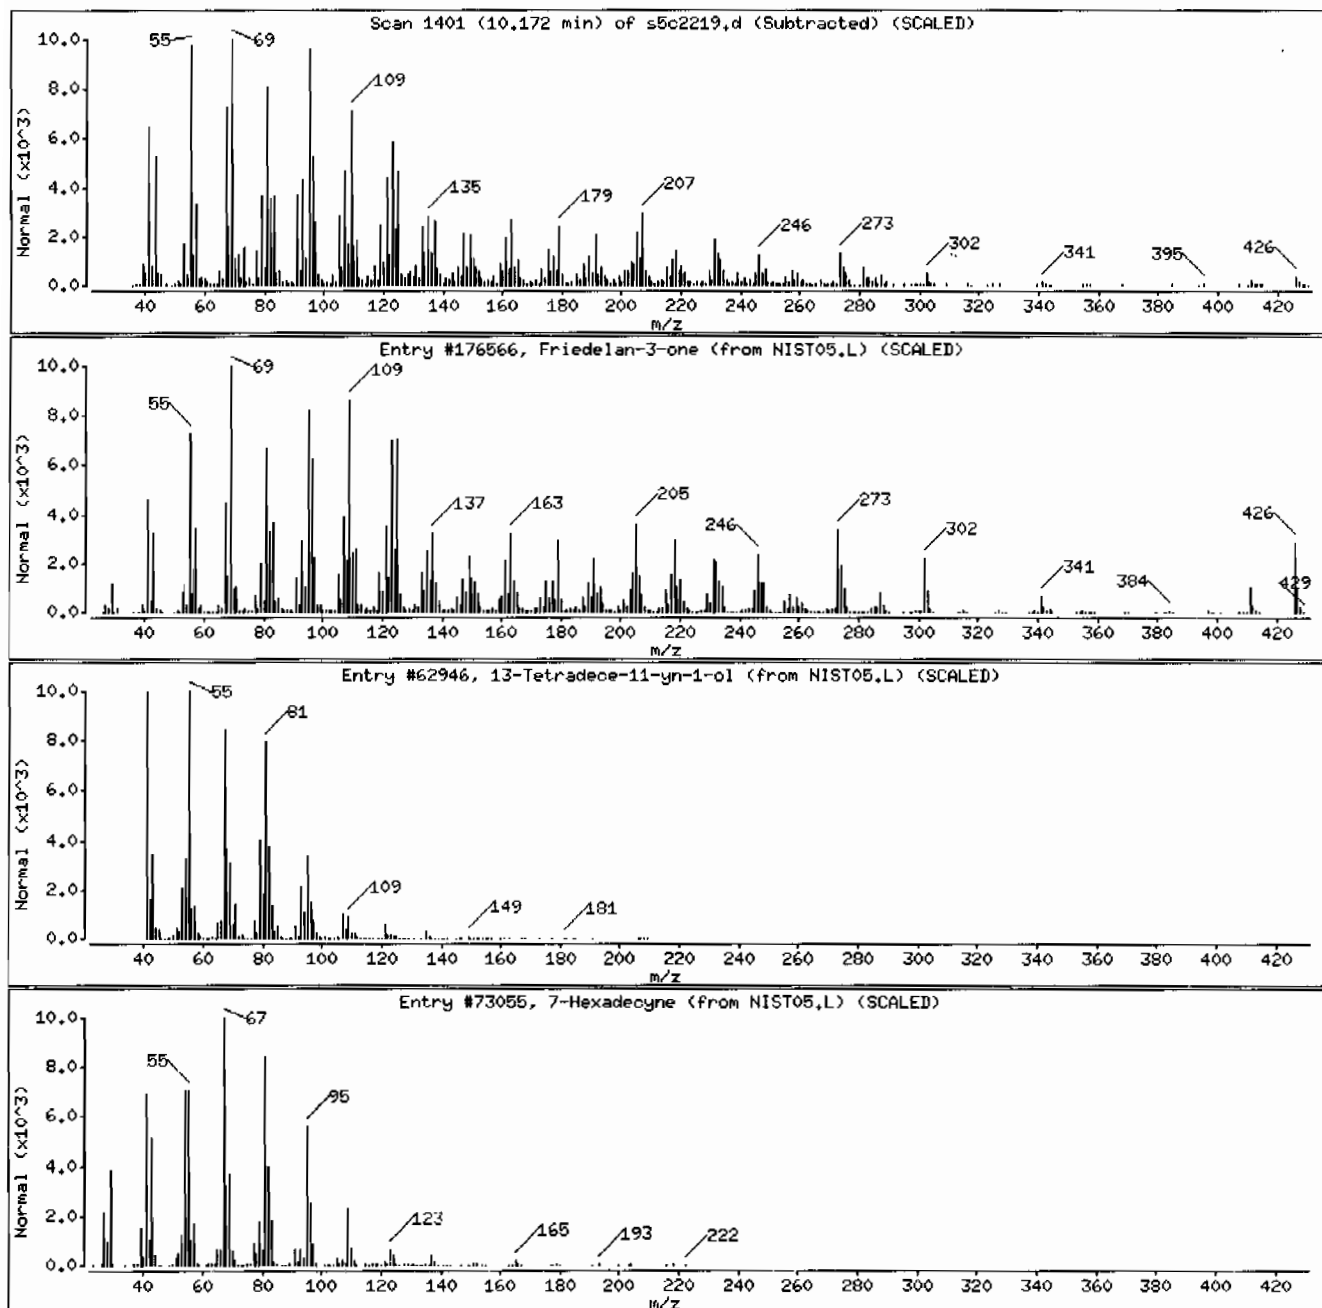 Scan 1401 (10.172 min) of s5c2219.d (Subtracted) (SCALED)
Normal (x10^3)
10.0
8.0
6.0
4.0
2.0
0.0
55 69 109 135 179 207 246 273 302 341 395 426
40 60 80 100 120 140 160 180 200 220 240 260 280 300 320 340 360 380 400 420
m/z
Entry #176566, Friedelan-3-one (from NIST05.L) (SCALED)
Normal (x10^3)
10.0
8.0
6.0
4.0
2.0
0.0
55 69 109 137 163 205 246 273 302 341 384 426 429
40 60 80 100 120 140 160 180 200 220 240 260 280 300 320 340 360 380 400 420
m/z
Entry #62946, 13-Tetradece-11-yn-1-ol (from NIST05.L) (SCALED)
Normal (x10^3)
10.0
8.0
6.0
4.0
2.0
0.0
55 81 109 149 181
40 60 80 100 120 140 160 180 200 220 240 260 280 300 320 340 360 380 400 420
m/z
Entry #73055, 7-Hexadecyne (from NIST05.L) (SCALED)
Normal (x10^3)
10.0
8.0
6.0
4.0
2.0
0.0
55 67 95 123 165 193 222
40 60 80 100 120 140 160 180 200 220 240 260 280 300 320 340 360 380 400 420
m/z